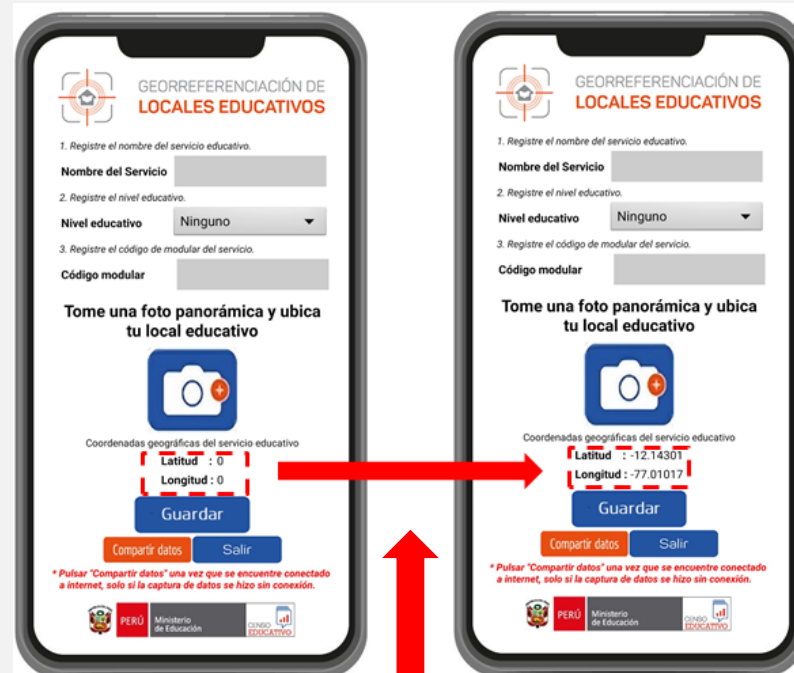 GEORREFERENCIACIÓN DE
LOCALES EDUCATIVOS
1. Registre el nombre del servicio educativo.
Nombre del Servicio
2. Registre el nivel educativo.
Nivel educativo Ninguno
3. Registre el código de modular del servicio.
Código modular
Tome una foto panorámica y ubica
tu local educativo
Coordenadas geográficas del servicio educativo
Latitud : 0
Longitud : 0
Guardar
Compartir datos Salir
* Pulsar "Compartir datos" una vez que se encuentre conectado
a internet, solo si la captura de datos se hizo sin conexión.
PERÚ Ministerio
de Educación
CENSO
EDUCATIVO
GEORREFERENCIACIÓN DE
LOCALES EDUCATIVOS
1. Registre el nombre del servicio educativo.
Nombre del Servicio
2. Registre el nivel educativo.
Nivel educativo Ninguno
3. Registre el código de modular del servicio.
Código modular
Tome una foto panorámica y ubica
tu local educativo
Coordenadas geográficas del servicio educativo
Latitud : -12.14301
Longitud : -77.01017
Guardar
Compartir datos Salir
* Pulsar "Compartir datos" una vez que se encuentre conectado
a internet, solo si la captura de datos se hizo sin conexión.
PERÚ Ministerio
de Educación
CENSO
EDUCATIVO